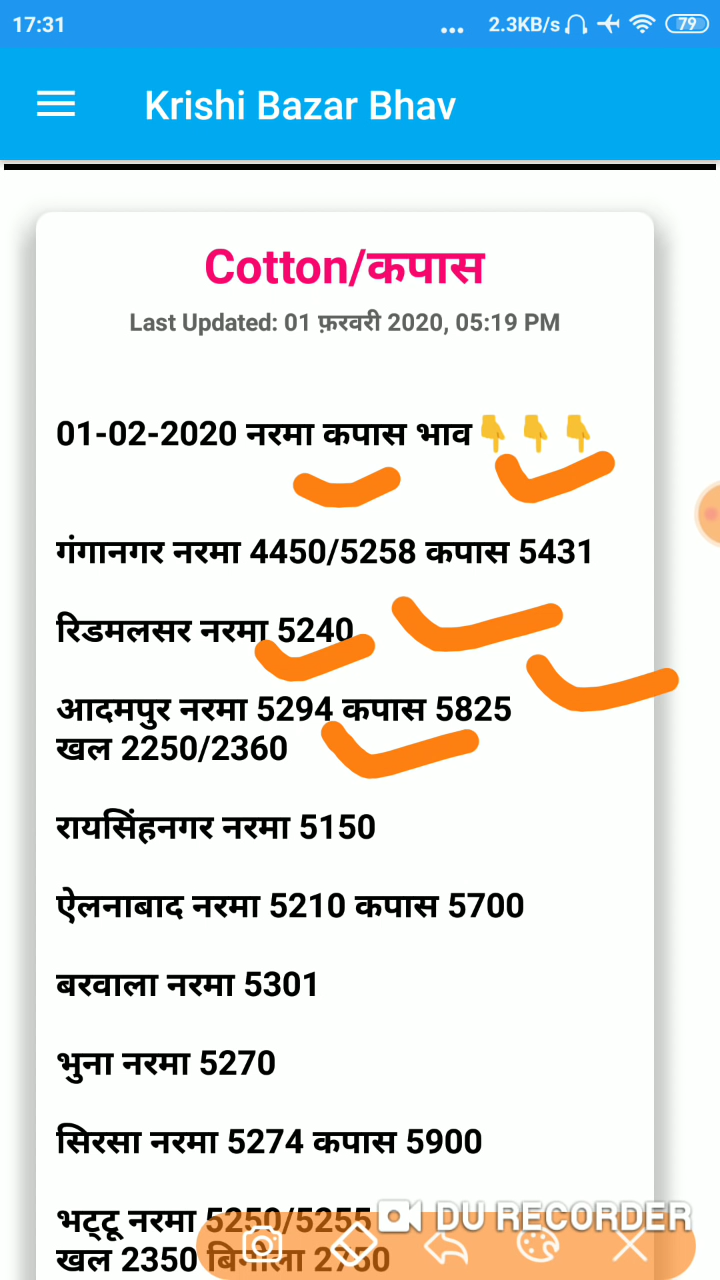 17:31 ... 2.3KB/s 79
Krishi Bazar Bhav
Cotton/कपास
Last Updated: 01 फ़रवरी 2020, 05:19 PM
01-02-2020 नरमा कपास भाव👇👇👇
गंगानगर नरमा 4450/5258 कपास 5431
रिडमलसर नरमा 5240
आदमपुर नरमा 5294 कपास 5825
खल 2250/2360
रायसिंहनगर नरमा 5150
ऐलनाबाद नरमा 5210 कपास 5700
बरवाला नरमा 5301
भुना नरमा 5270
सिरसा नरमा 5274 कपास 5900
भट्टू नरमा 5250/5255
DU RECORDER
खल 2350 बिनोला 2750